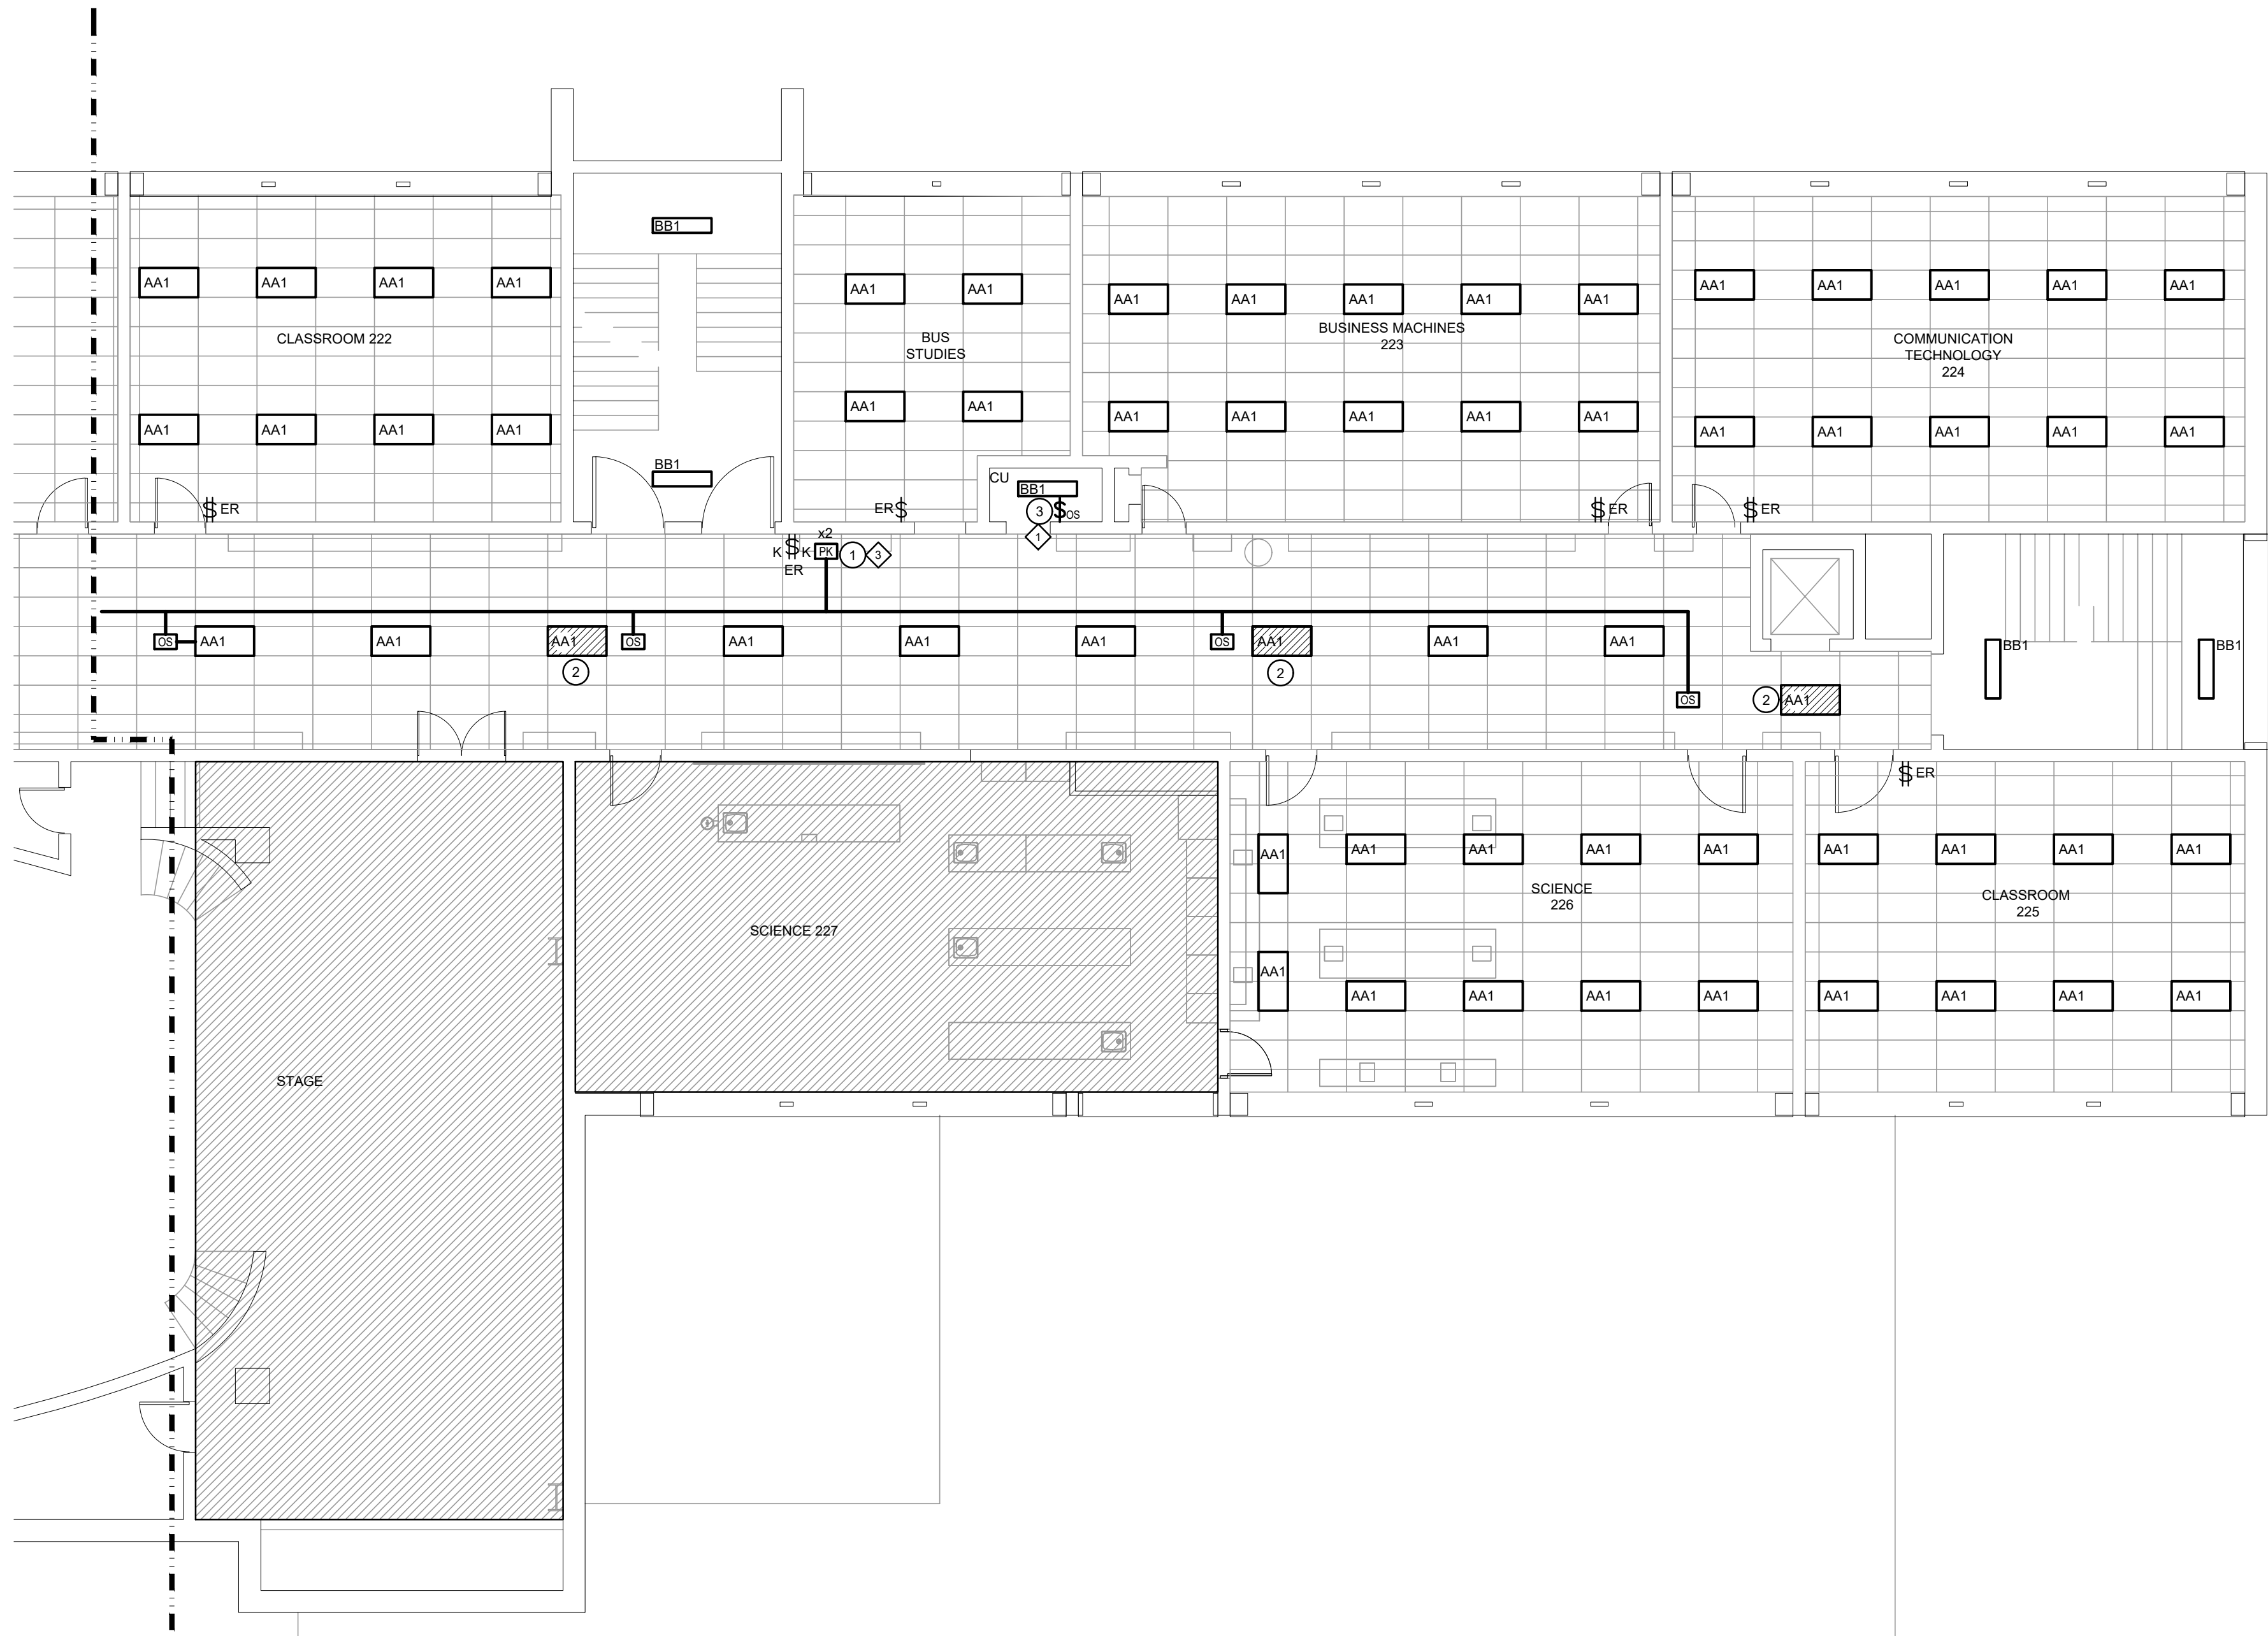 BB1
AA1 AA1 AA1 AA1
AA1 AA1
AA1 AA1 AA1 AA1 AA1
AA1 AA1 AA1 AA1 AA1
CLASSROOM 222
BUS
STUDIES
BUSINESS MACHINES
223
COMMUNICATION
TECHNOLOGY
224
AA1 AA1 AA1 AA1
AA1 AA1
AA1 AA1 AA1 AA1 AA1
AA1 AA1 AA1 AA1 AA1
BB1
CU
BB1
$ ER
ER $
3 $ OS
$ ER
$ ER
1
x2
K $ K PK 1 3
ER
OS AA1 AA1 AA1 OS AA1 AA1 AA1 OS AA1 AA1 AA1
BB1 BB1
2 2
OS 2 AA1
$ ER
AA1 AA1 AA1 AA1 AA1
AA1 AA1 AA1 AA1
SCIENCE
226
CLASSROOM
225
SCIENCE 227
AA1 AA1 AA1 AA1 AA1
AA1 AA1 AA1 AA1
STAGE